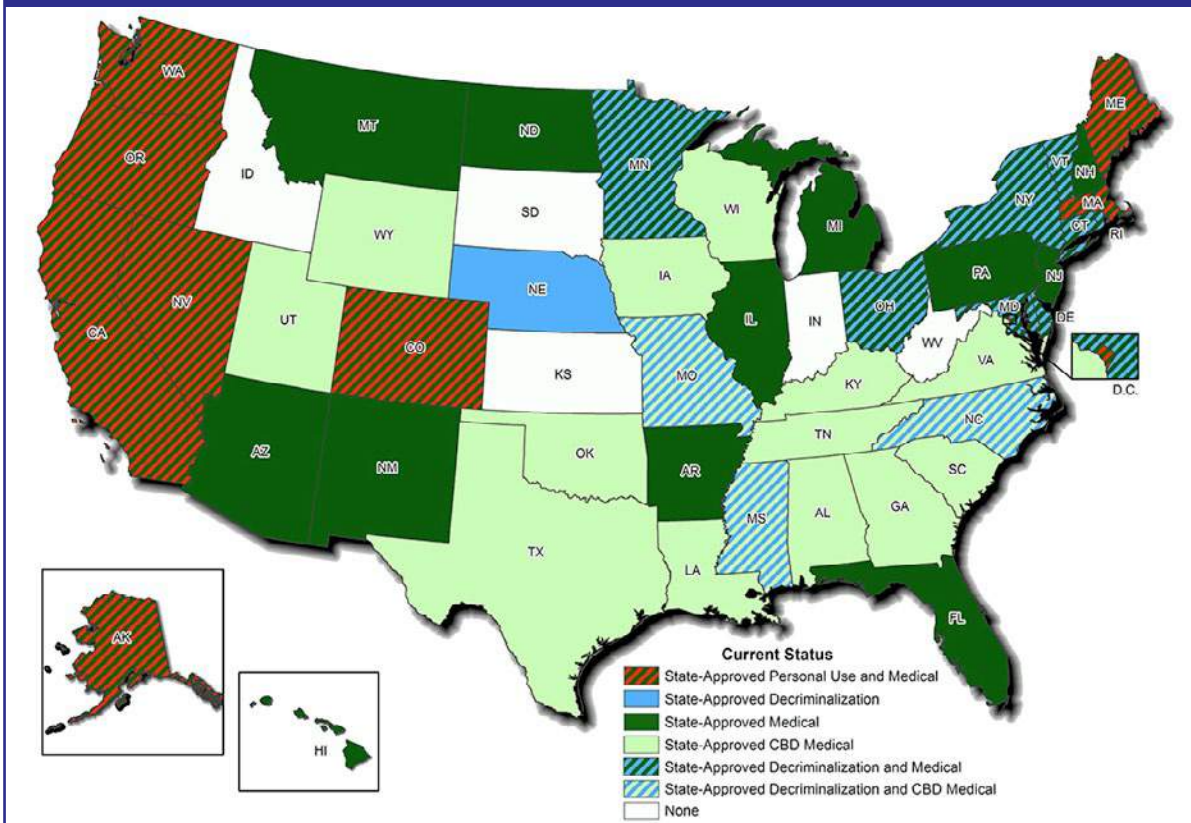 WA
MT
ND
MN
ME
OR
ID
SD
WI
MI
VT
NH
NY
MA
CT
RI
WY
IA
PA
NJ
NE
NV
UT
IL
IN
OH
MD
DE
CA
CO
KS
MO
WV
VA
KY
D.C.
AZ
NM
OK
AR
TN
NC
SC
TX
MS
AL
GA
LA
FL
AK
HI
Current Status
State-Approved Personal Use and Medical
State-Approved Decriminalization
State-Approved Medical
State-Approved CBD Medical
State-Approved Decriminalization and Medical
State-Approved Decriminalization and CBD Medical
None